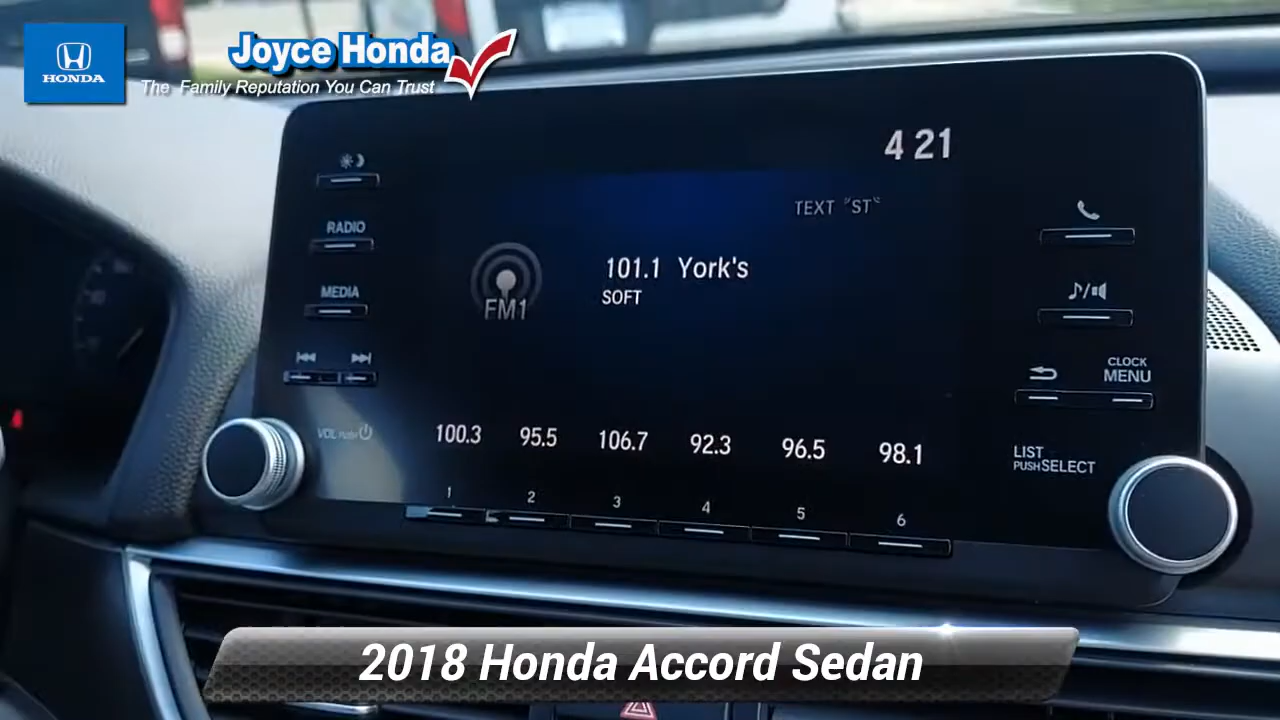 HONDA
Joyce Honda
The Family Reputation You Can Trust
4 21
RADIO
TEXT "ST"
101.1 York's
SOFT
FM1
MEDIA
CLOCK
MENU
VOL
100.3 95.5 106.7 92.3 96.5 98.1
LIST
PUSH SELECT
1 2 3 4 5 6
2018 Honda Accord Sedan